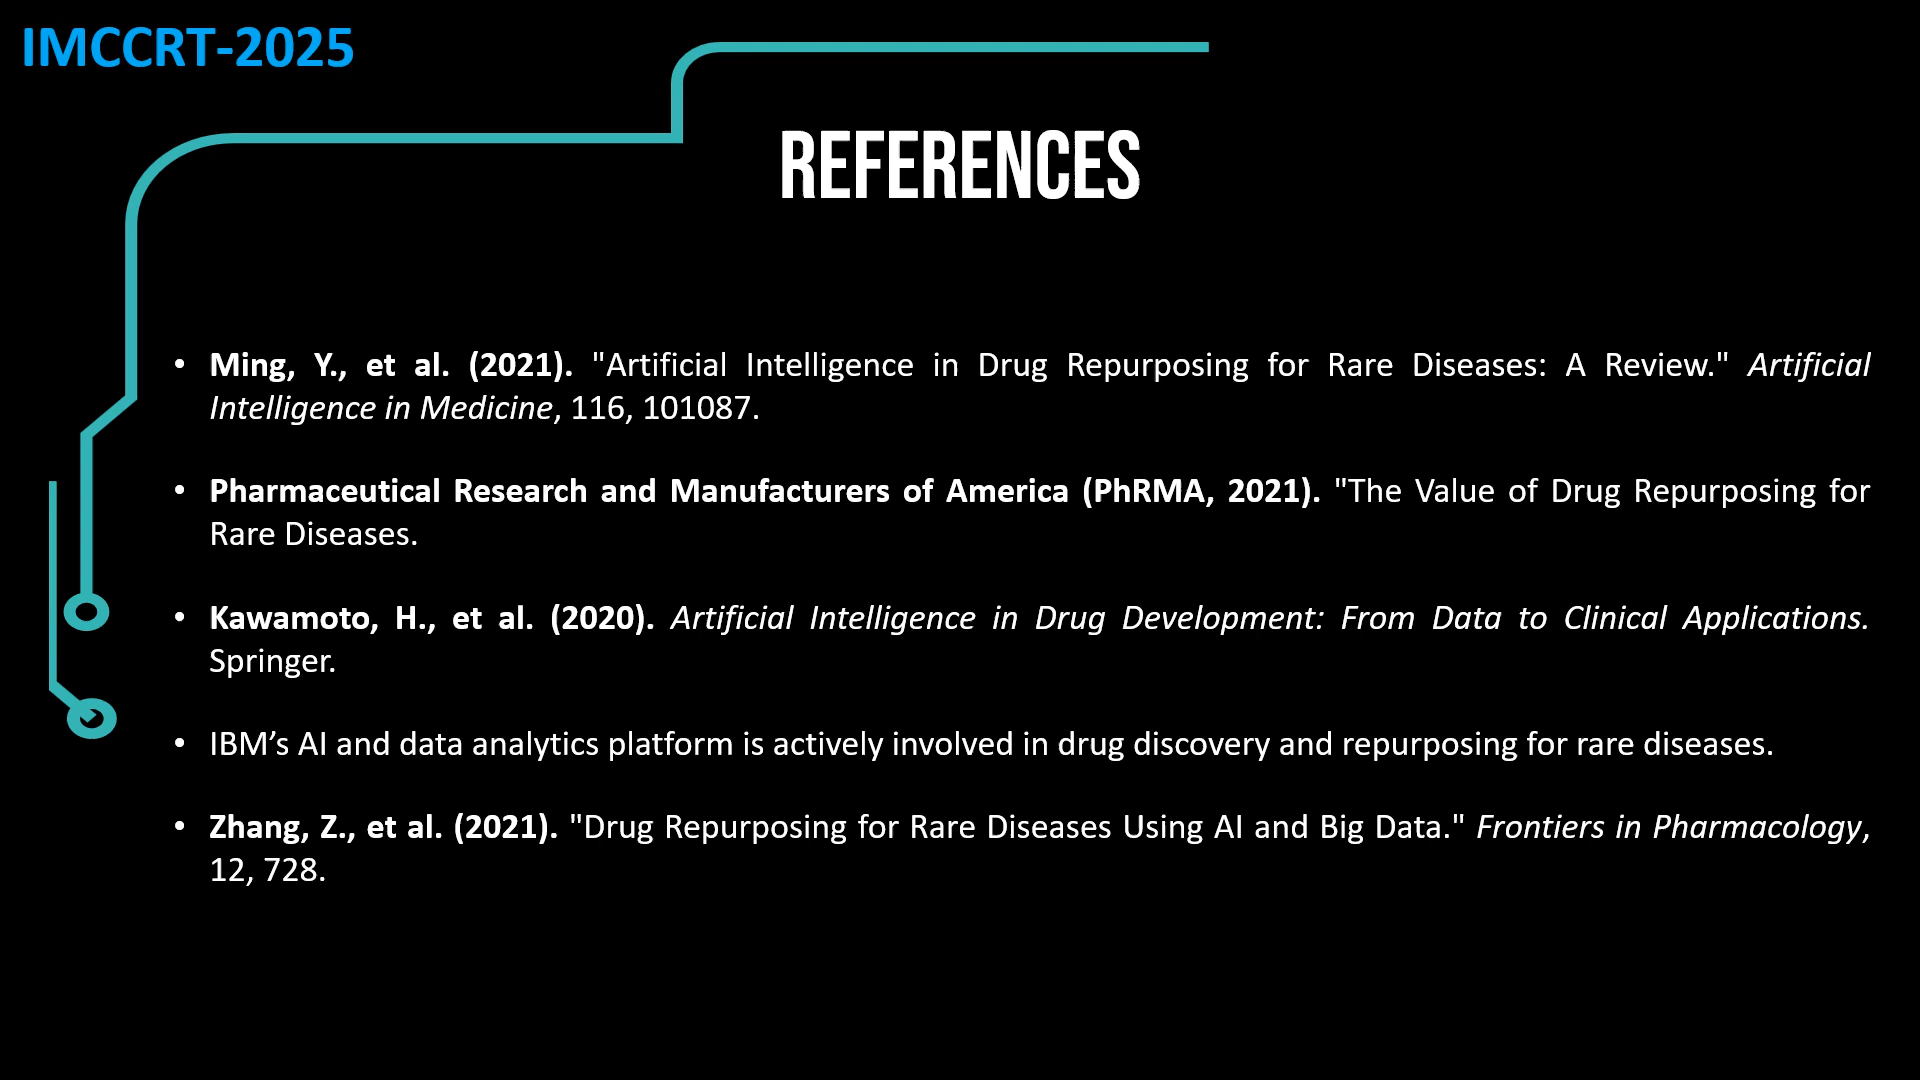 IMCCRT-2025
REFERENCES
• Ming, Y., et al. (2021). "Artificial Intelligence in Drug Repurposing for Rare Diseases: A Review." Artificial
Intelligence in Medicine, 116, 101087.
• Pharmaceutical Research and Manufacturers of America (PhRMA, 2021). "The Value of Drug Repurposing for
Rare Diseases.
• Kawamoto, H., et al. (2020). Artificial Intelligence in Drug Development: From Data to Clinical Applications.
Springer.
• IBM’s AI and data analytics platform is actively involved in drug discovery and repurposing for rare diseases.
• Zhang, Z., et al. (2021). "Drug Repurposing for Rare Diseases Using AI and Big Data." Frontiers in Pharmacology,
12, 728.